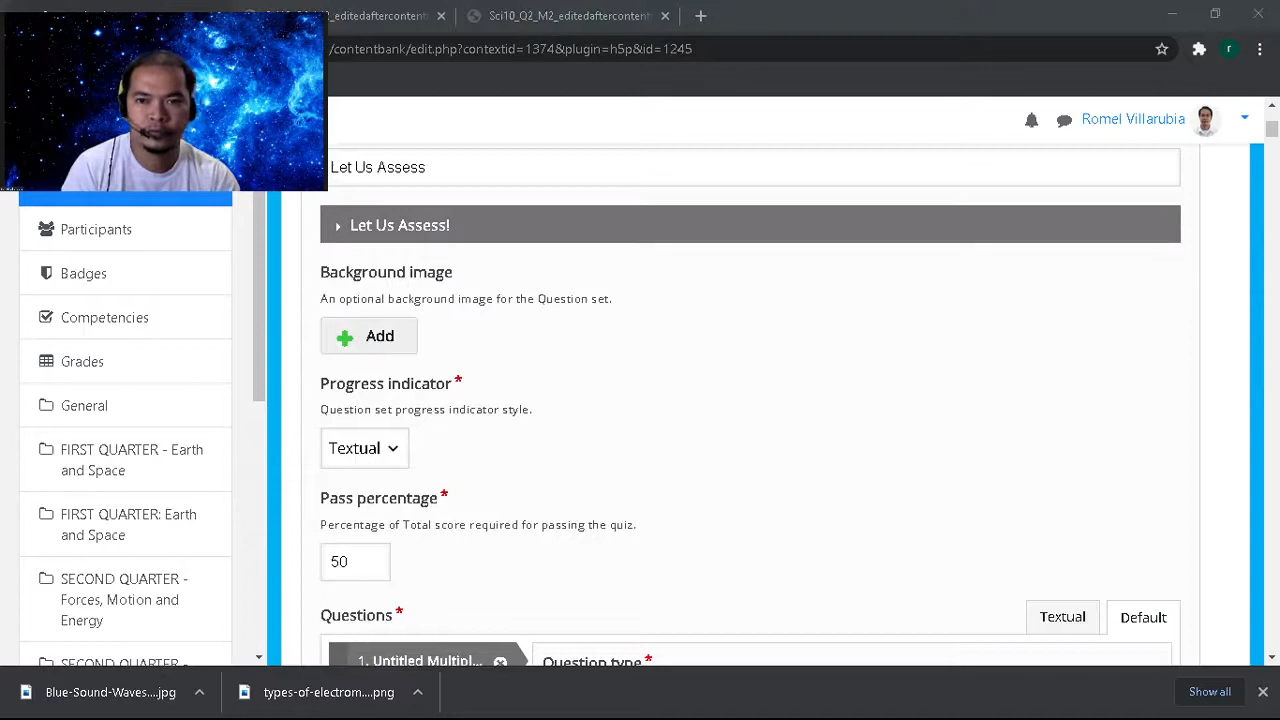 _editedaftercontent
Sci10_Q2_M2_editedaftercontent
/contentbank/edit.php?contextid=1374&plugin=h5p&id=1245
r
Romel Villarubia
Let Us Assess
Let Us Assess!
Participants
Badges
Competencies
Grades
General
FIRST QUARTER - Earth
and Space
FIRST QUARTER: Earth
and Space
SECOND QUARTER -
Forces, Motion and
Energy
SECOND QUARTER -
Background image
An optional background image for the Question set.
Add
Progress indicator *
Question set progress indicator style.
Textual
Pass percentage *
Percentage of Total score required for passing the quiz.
50
Questions *
Textual
Default
1. Untitled Multipl...
Question type *
Blue-Sound-Waves....jpg
types-of-electrom....png
Show all